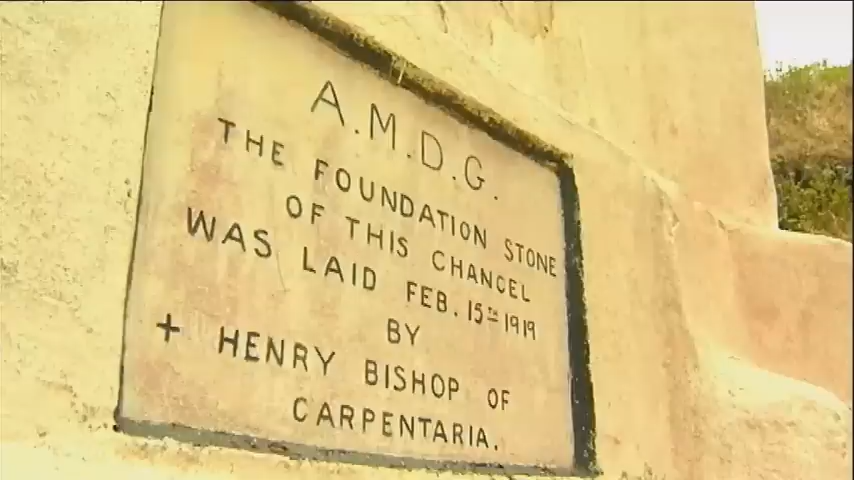 A.M.D.G.
THE FOUNDATION STONE
OF THIS CHANCEL
WAS LAID FEB. 15TH 1919
BY
+ HENRY BISHOP OF
CARPENTARIA.